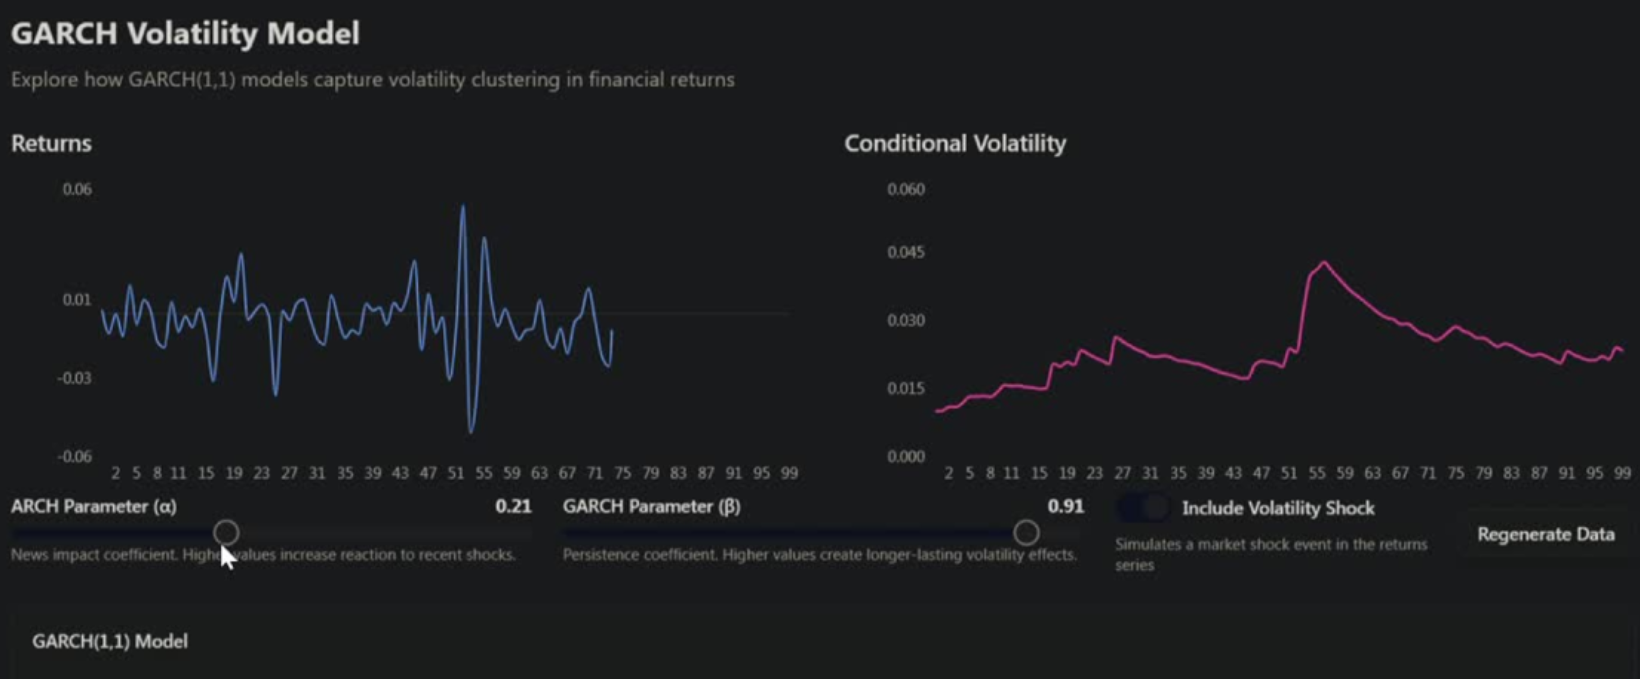 GARCH Volatility Model
Explore how GARCH(1,1) models capture volatility clustering in financial returns
Returns
0.06
0.01
-0.03
-0.06
2 5 8 11 15 19 23 27 31 35 39 43 47 51 55 59 63 67 71 75 79 83 87 91 95 99
Conditional Volatility
0.060
0.045
0.030
0.015
0.000
2 5 8 11 15 19 23 27 31 35 39 43 47 51 55 59 63 67 71 75 79 83 87 91 95 99
ARCH Parameter (α) 0.21
News impact coefficient. Higher values increase reaction to recent shocks.
GARCH Parameter (β) 0.91
Persistence coefficient. Higher values create longer-lasting volatility effects.
Include Volatility Shock
Simulates a market shock event in the returns
series
Regenerate Data
GARCH(1,1) Model